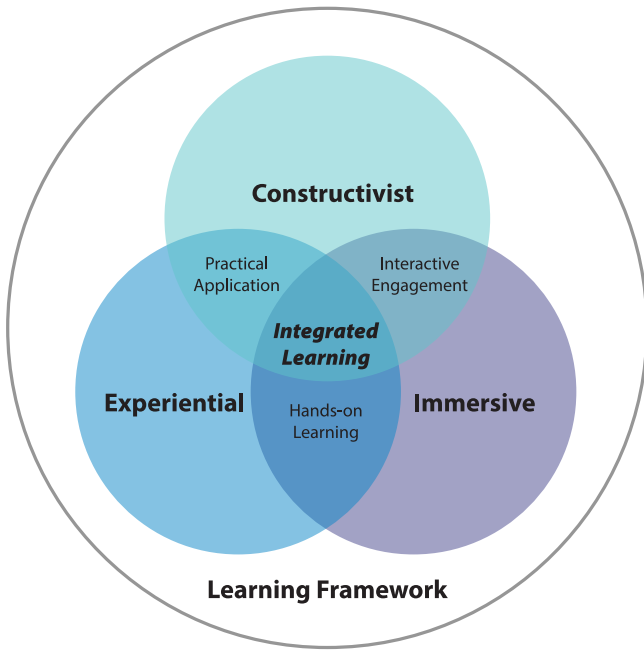 Constructivist
Practical
Application
Interactive
Engagement
Integrated
Learning
Experiential
Hands-on
Learning
Immersive
Learning Framework